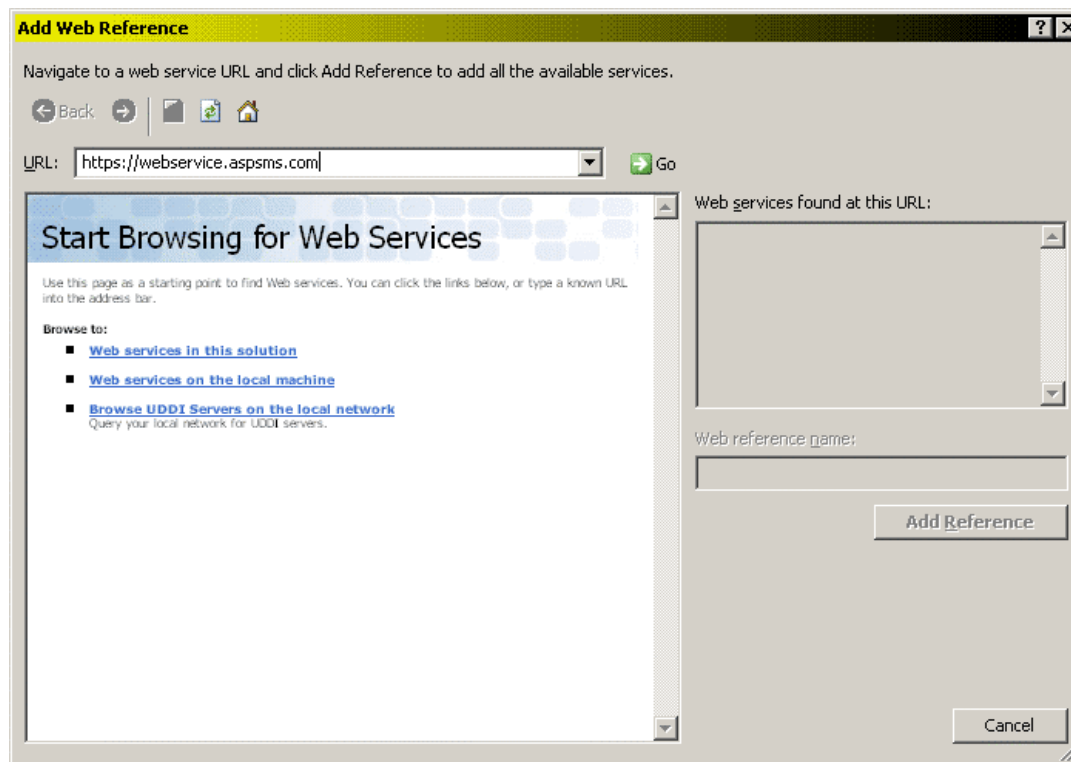 Add Web Reference
Navigate to a web service URL and click Add Reference to add all the available services.
Back
URL: https://webservice.aspsms.com Go
Start Browsing for Web Services
Use this page as a starting point to find Web services. You can click the links below, or type a known URL
into the address bar.
Browse to:
Web services in this solution
Web services on the local machine
Browse UDDI Servers on the local network
Query your local network for UDDI servers.
Web services found at this URL:
Web reference name:
Add Reference
Cancel